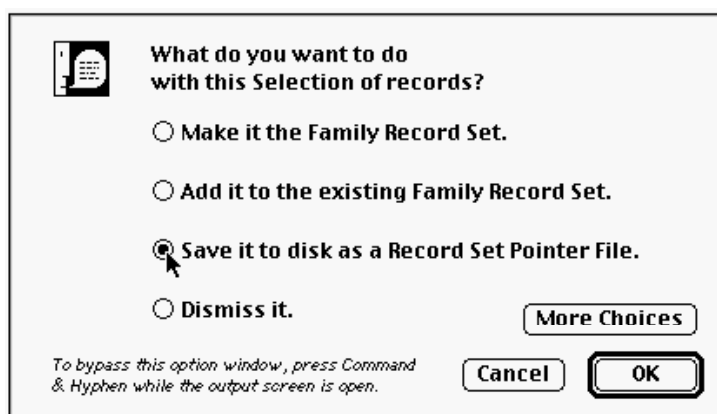 What do you want to do
with this Selection of records?
Make it the Family Record Set.
Add it to the existing Family Record Set.
Save it to disk as a Record Set Pointer File.
Dismiss it.
More Choices
To bypass this option window, press Command
& Hyphen while the output screen is open.
Cancel
OK